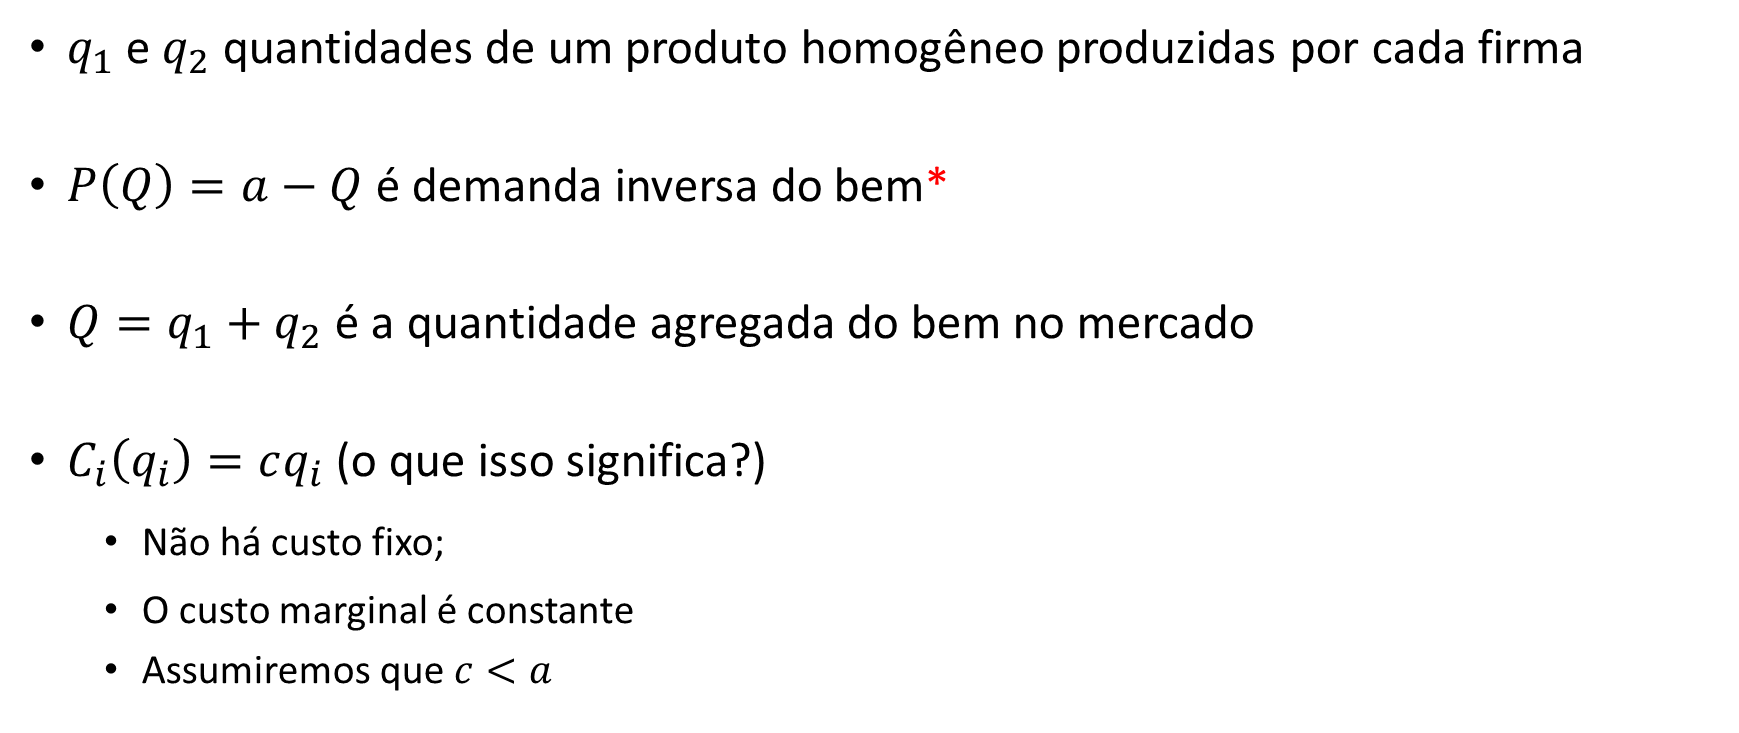 • q₁ e q₂ quantidades de um produto homogêneo produzidas por cada firma
• P(Q) = a − Q é demanda inversa do bem*
• Q = q₁ + q₂ é a quantidade agregada do bem no mercado
• Cᵢ(qᵢ) = cqᵢ (o que isso significa?)
• Não há custo fixo;
• O custo marginal é constante
• Assumiremos que c < a